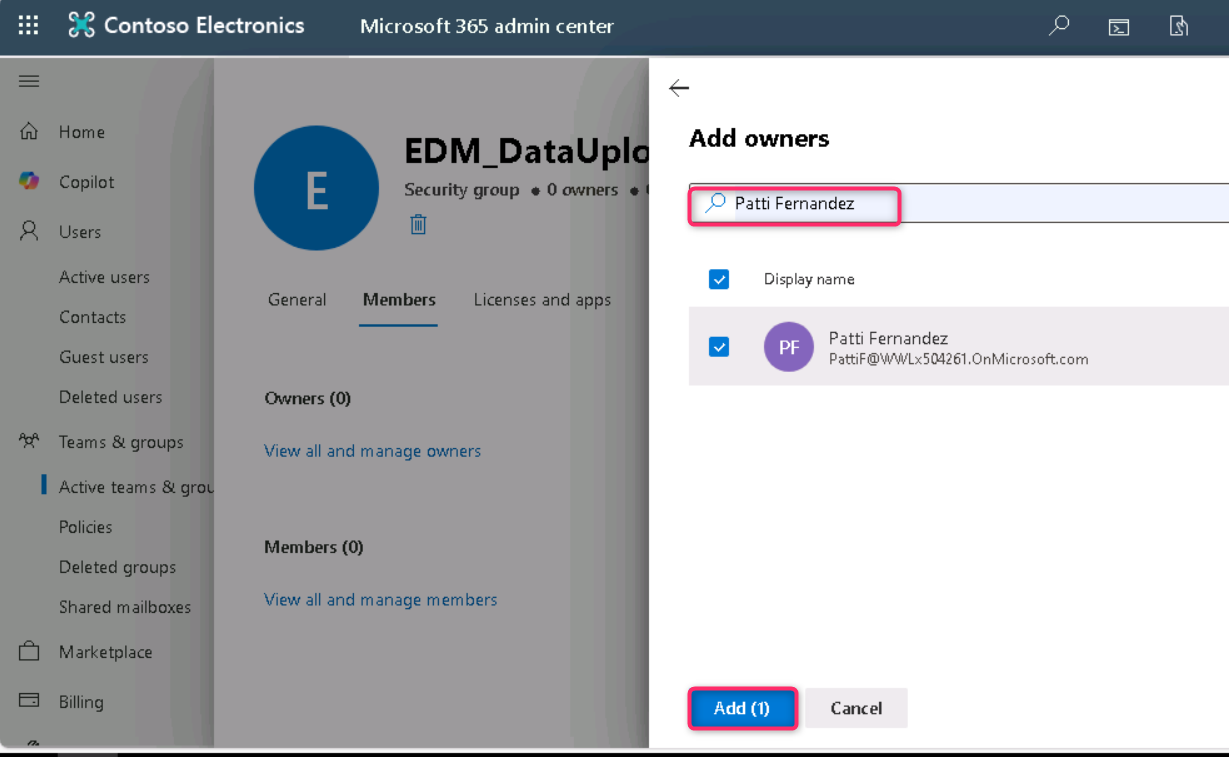 Contoso Electronics
Microsoft 365 admin center
Home
Copilot
Users
Active users
Contacts
Guest users
Deleted users
Teams & groups
Active teams & grou
Policies
Deleted groups
Shared mailboxes
Marketplace
Billing
E
EDM_DataUplo
Security group ● 0 owners ●
General Members Licenses and apps
Owners (0)
View all and manage owners
Members (0)
View all and manage members
Add owners
Patti Fernandez
Display name
PF
Patti Fernandez
PattiF@WWLx504261.OnMicrosoft.com
Add (1) Cancel